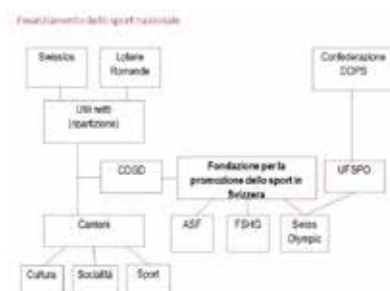 Finanziamento dello sport nazionale
Swisslos
Loterie
Romande
Confederazione
DDPS
Utili netti
(ripartizione)
COGD
Fondazione per la
promozione dello sport in
Svizzera
UFSPO
Cantoni
ASF
FSHG
Swiss
Olympic
Cultura
Socialità
Sport